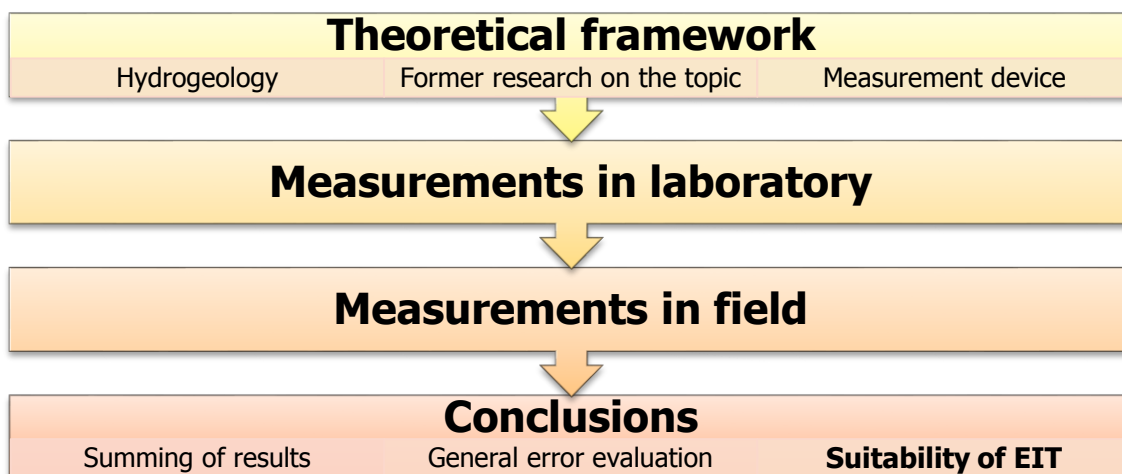 Theoretical framework
Hydrogeology Former research on the topic Measurement device
Measurements in laboratory
Measurements in field
Conclusions
Summing of results General error evaluation Suitability of EIT